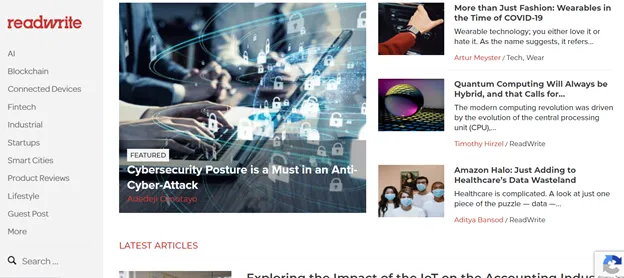 readwrite
AI
Blockchain
Connected Devices
Fintech
Industrial
Startups
Smart Cities
Product Reviews
Lifestyle
Guest Post
More
Search ...
FEATURED
Cybersecurity Posture is a Must in an Anti-
Cyber-Attack
Adedeji Omotayo
More than Just Fashion: Wearables in
the Time of COVID-19
Wearable technology; you either love it or
hate it. As the name suggests, it refers...
Artur Meyster / Tech, Wear
Quantum Computing Will Always be
Hybrid, and that Calls for...
The modern computing revolution was driven
by the evolution of the central processing
unit (CPU),...
Timothy Hirzel / ReadWrite
Amazon Halo: Just Adding to
Healthcare's Data Wasteland
Healthcare is complicated. A look at just one
piece of the puzzle — data —...
Aditya Bansod / ReadWrite
LATEST ARTICLES
Exploring the Impact of the IoT on the Accounting Indus